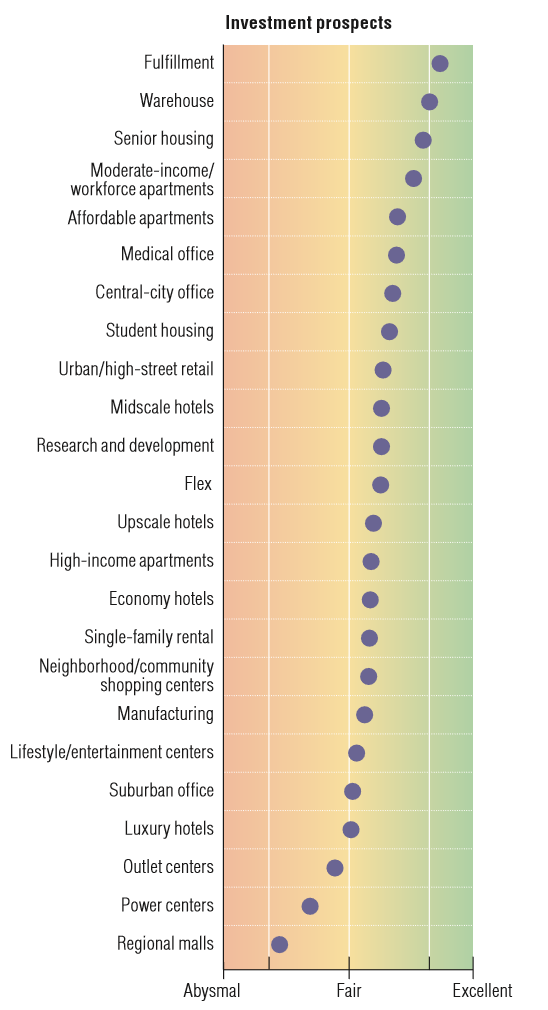 Investment prospects
Fulfillment
Warehouse
Senior housing
Moderate-income/
workforce apartments
Affordable apartments
Medical office
Central-city office
Student housing
Urban/high-street retail
Midscale hotels
Research and development
Flex
Upscale hotels
High-income apartments
Economy hotels
Single-family rental
Neighborhood/community
shopping centers
Manufacturing
Lifestyle/entertainment centers
Suburban office
Luxury hotels
Outlet centers
Power centers
Regional malls
Abysmal Fair Excellent